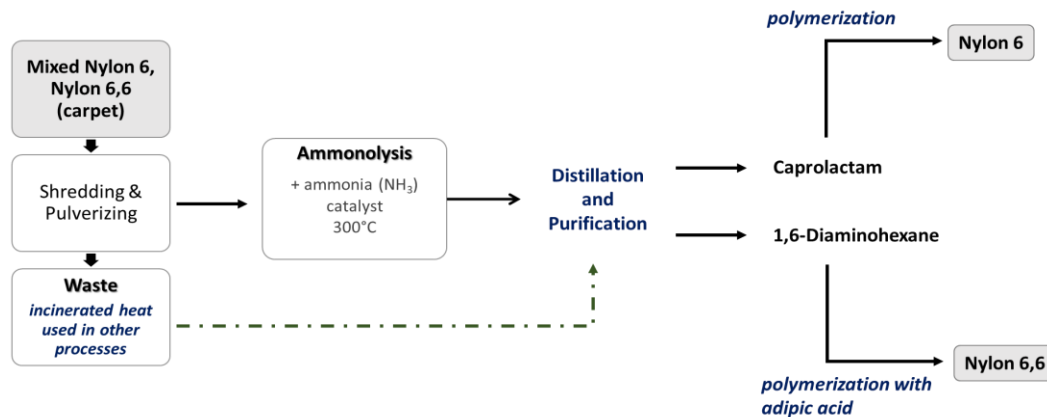 Mixed Nylon 6,
Nylon 6,6
(carpet)
Shredding &
Pulverizing
Waste
incinerated heat
used in other
processes
Ammonolysis
+ ammonia (NH₃)
catalyst
300°C
Distillation
and
Purification
polymerization
Nylon 6
Caprolactam
1,6-Diaminohexane
Nylon 6,6
polymerization with
adipic acid